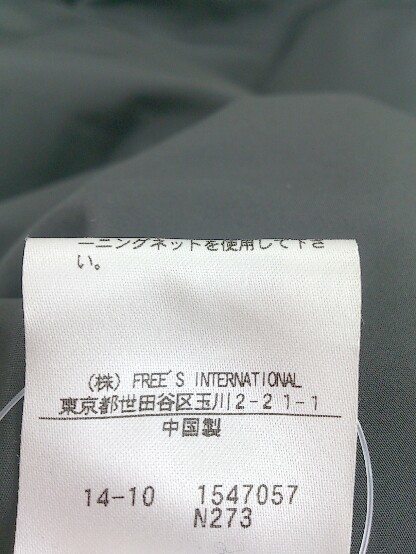 ーニングネットを使用して下さ
い。
(株) FREE'S INTERNATIONAL
東京都世田谷区玉川2-21-1
中国製
14-10 1547057
N273